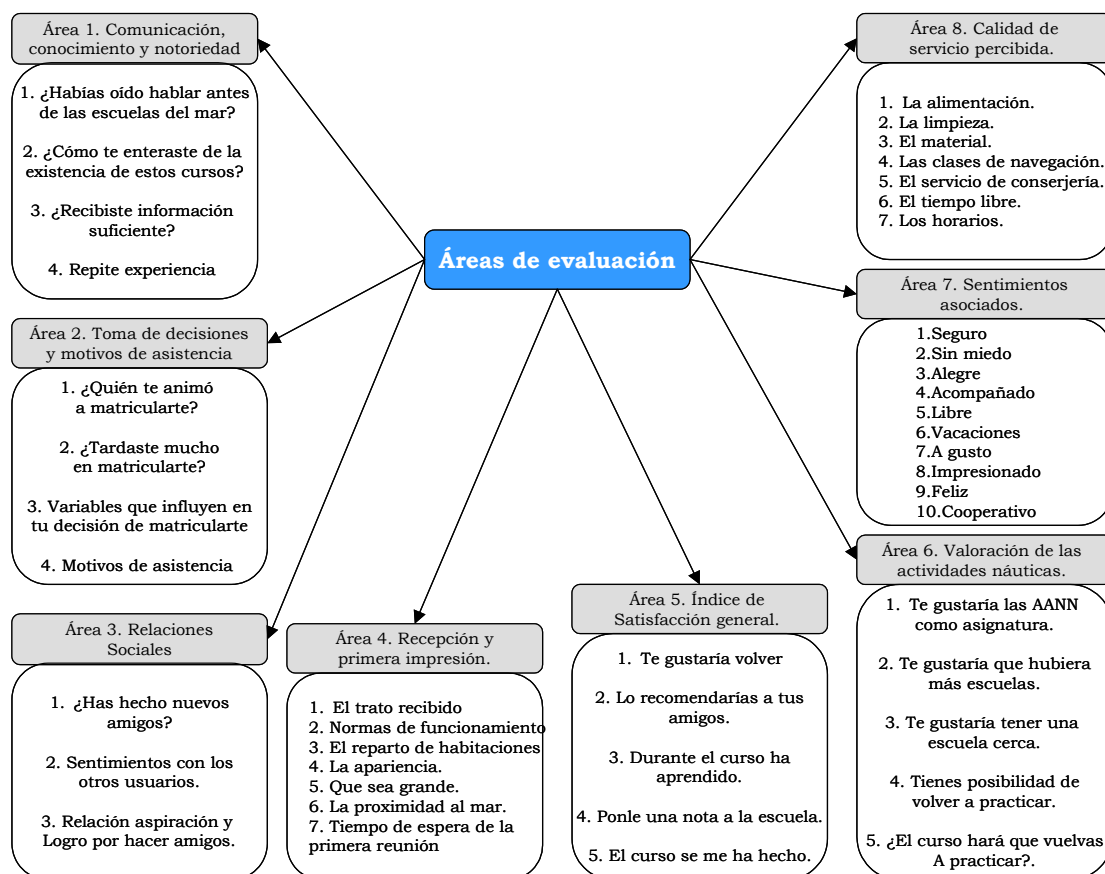 Área 1. Comunicación,
conocimiento y notoriedad
1. ¿Habías oído hablar antes
de las escuelas del mar?
2. ¿Cómo te enteraste de la
existencia de estos cursos?
3. ¿Recibiste información
suficiente?
4. Repite experiencia
Área 2. Toma de decisiones
y motivos de asistencia
1. ¿Quién te animó
a matricularte?
2. ¿Tardaste mucho
en matricularte?
3. Variables que influyen en
tu decisión de matricularte
4. Motivos de asistencia
Área 3. Relaciones
Sociales
1. ¿Has hecho nuevos
amigos?
2. Sentimientos con los
otros usuarios.
3. Relación aspiración y
Logro por hacer amigos.
Áreas de evaluación
Área 4. Recepción y
primera impresión.
1. El trato recibido
2. Normas de funcionamiento
3. El reparto de habitaciones
4. La apariencia.
5. Que sea grande.
6. La proximidad al mar.
7. Tiempo de espera de la
primera reunión
Área 5. Índice de
Satisfacción general.
1. Te gustaría volver
2. Lo recomendarías a tus
amigos.
3. Durante el curso ha
aprendido.
4. Ponle una nota a la escuela.
5. El curso se me ha hecho.
Área 8. Calidad de
servicio percibida.
1. La alimentación.
2. La limpieza.
3. El material.
4. Las clases de navegación.
5. El servicio de conserjería.
6. El tiempo libre.
7. Los horarios.
Área 7. Sentimientos
asociados.
1.Seguro
2.Sin miedo
3.Alegre
4.Acompañado
5.Libre
6.Vacaciones
7.A gusto
8.Impresionado
9.Feliz
10.Cooperativo
Área 6. Valoración de las
actividades náuticas.
1. Te gustaría las AANN
como asignatura.
2. Te gustaría que hubiera
más escuelas.
3. Te gustaría tener una
escuela cerca.
4. Tienes posibilidad de
volver a practicar.
5. ¿El curso hará que vuelvas
A practicar?.